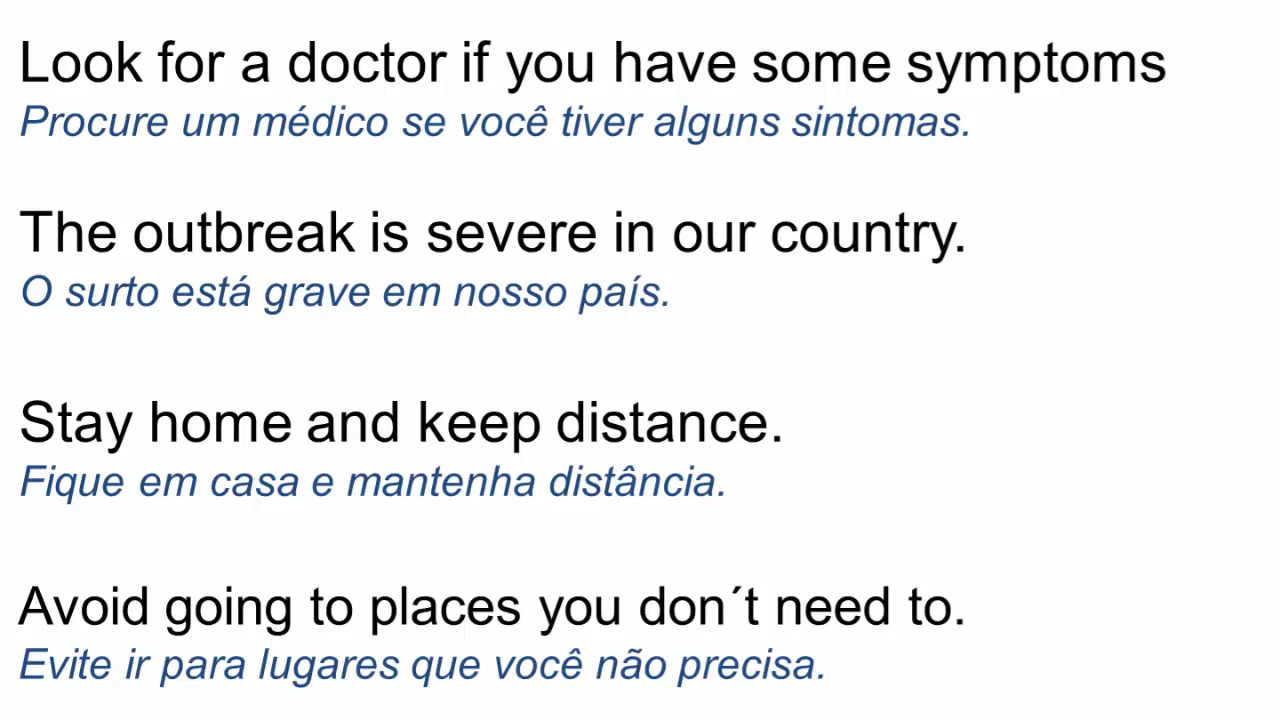 Look for a doctor if you have some symptoms
Procure um médico se você tiver alguns sintomas.
The outbreak is severe in our country.
O surto está grave em nosso país.
Stay home and keep distance.
Fique em casa e mantenha distância.
Avoid going to places you don´t need to.
Evite ir para lugares que você não precisa.